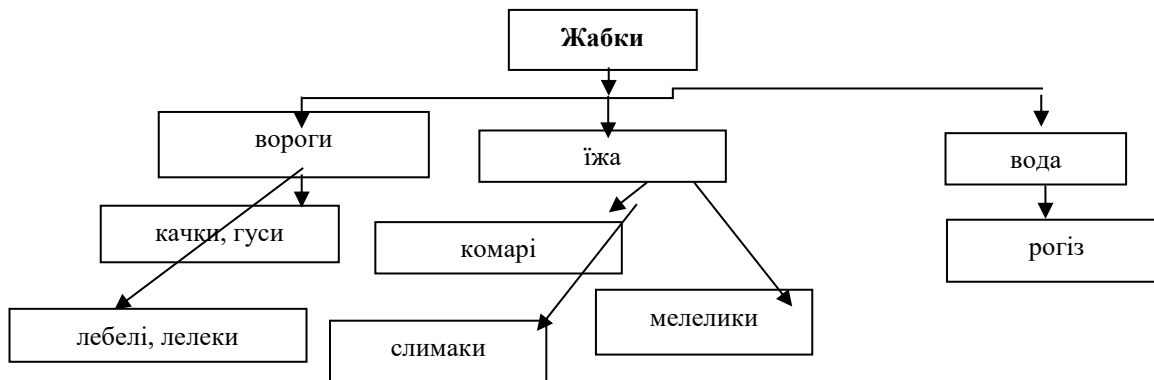 Жабки
вороги
їжа
вода
качки, гуси
комарі
рогіз
лебелі, лелеки
слимаки
мелелики